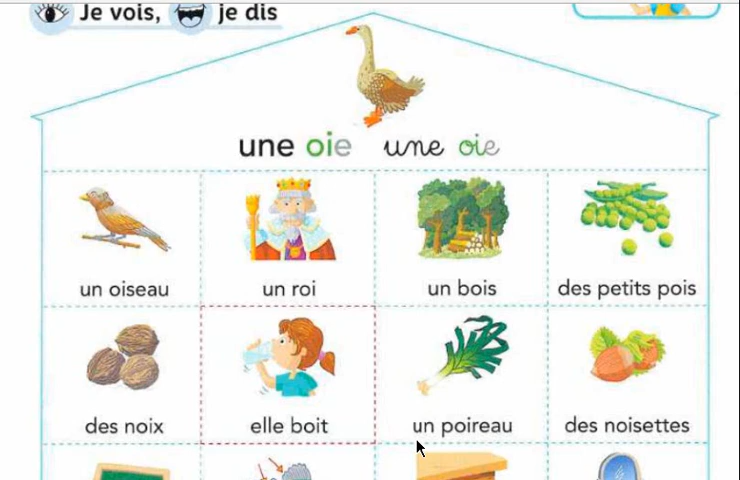 Je vois, je dis
une oie une oie
un oiseau un roi un bois des petits pois
des noix elle boit un poireau des noisettes